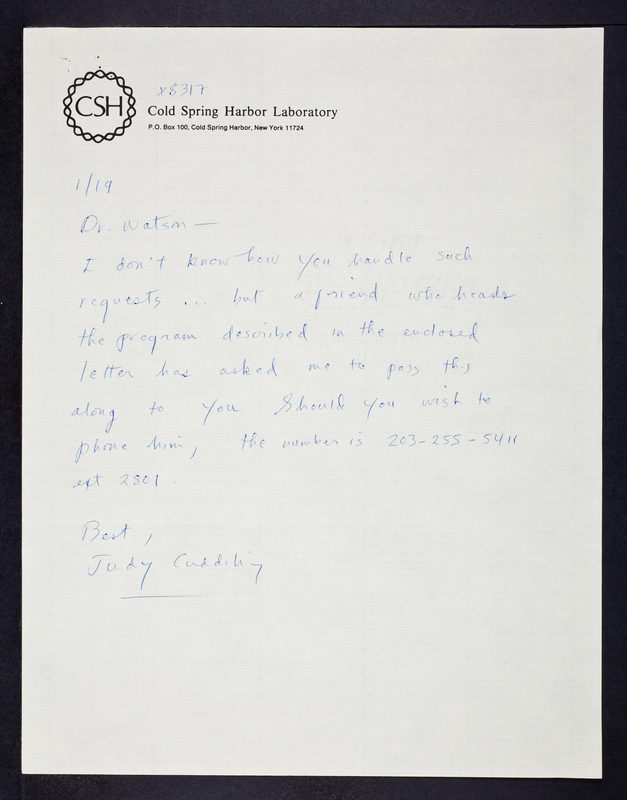 x8317
CSH
Cold Spring Harbor Laboratory
P.O. Box 100, Cold Spring Harbor, New York 11724
1/19
Dr. Watson —
I don't know how you handle such
requests ... but a friend who heads
the program described in the enclosed
letter has asked me to pass this
along to you. Should you wish to
phone him, the number is 203-255-5411
ext 2801.
Best,
Judy Cuddihy